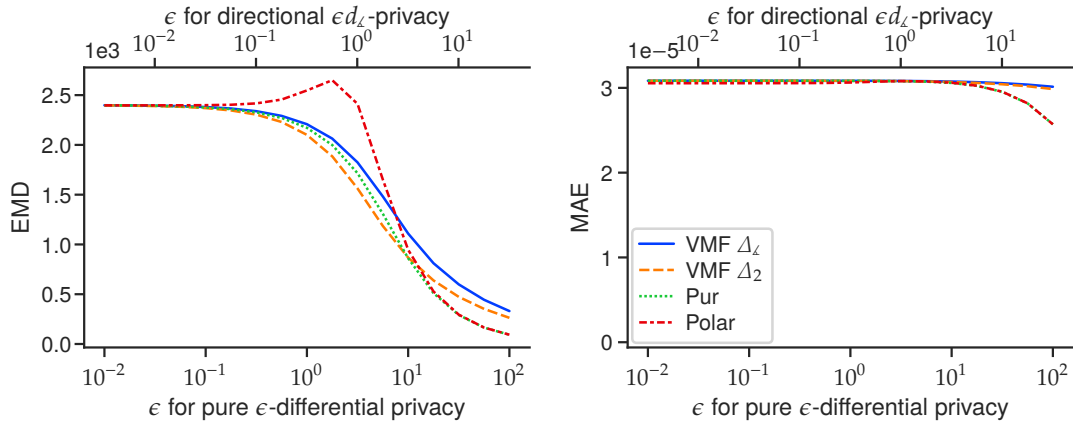 ϵ for directional ϵd∡-privacy
10⁻² 10⁻¹ 10⁰ 10¹
1e3
2.5
2.0
1.5
1.0
0.5
0.0
EMD
10⁻² 10⁻¹ 10⁰ 10¹ 10²
ϵ for pure ϵ-differential privacy
ϵ for directional ϵd∡-privacy
10⁻² 10⁻¹ 10⁰ 10¹
1e−5
3
2
1
0
MAE
VMF Δ∡
VMF Δ₂
Pur
Polar
10⁻² 10⁻¹ 10⁰ 10¹ 10²
ϵ for pure ϵ-differential privacy